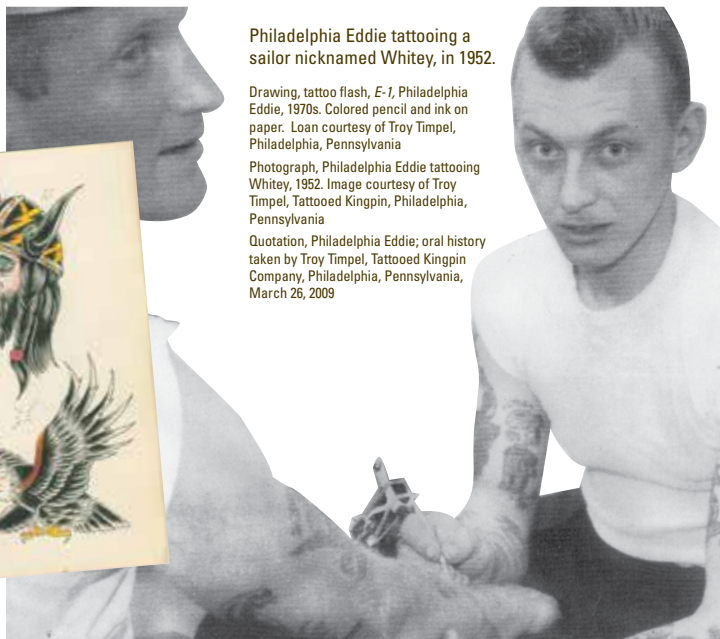 Philadelphia Eddie tattooing a
sailor nicknamed Whitey, in 1952.
Drawing, tattoo flash, E-1, Philadelphia
Eddie, 1970s. Colored pencil and ink on
paper.  Loan courtesy of Troy Timpel,
Philadelphia, Pennsylvania
Photograph, Philadelphia Eddie tattooing
Whitey, 1952. Image courtesy of Troy
Timpel, Tattooed Kingpin, Philadelphia,
Pennsylvania
Quotation, Philadelphia Eddie; oral history
taken by Troy Timpel, Tattooed Kingpin
Company, Philadelphia, Pennsylvania,
March 26, 2009